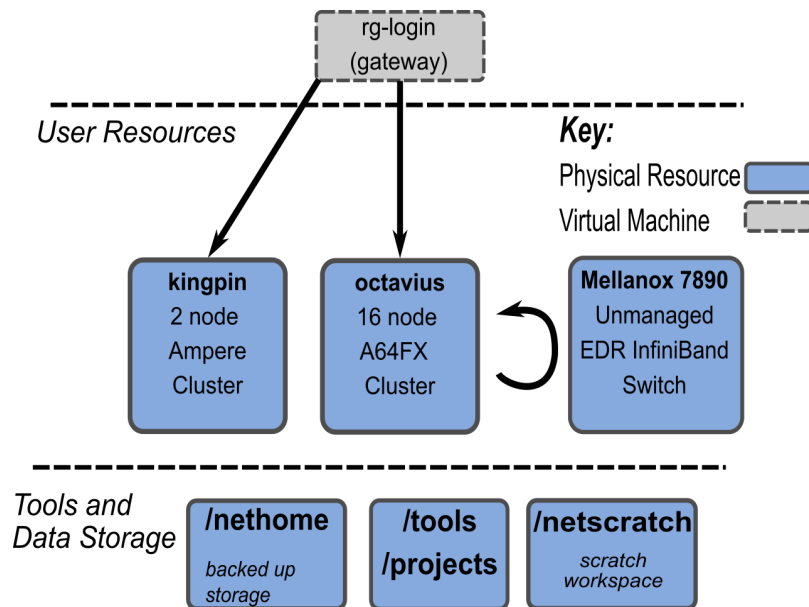 rg-login
(gateway)
User Resources
Key:
Physical Resource
Virtual Machine
kingpin
2 node
Ampere
Cluster
octavius
16 node
A64FX
Cluster
Mellanox 7890
Unmanaged
EDR InfiniBand
Switch
Tools and
Data Storage
/nethome
backed up
storage
/tools
/projects
/netscratch
scratch
workspace